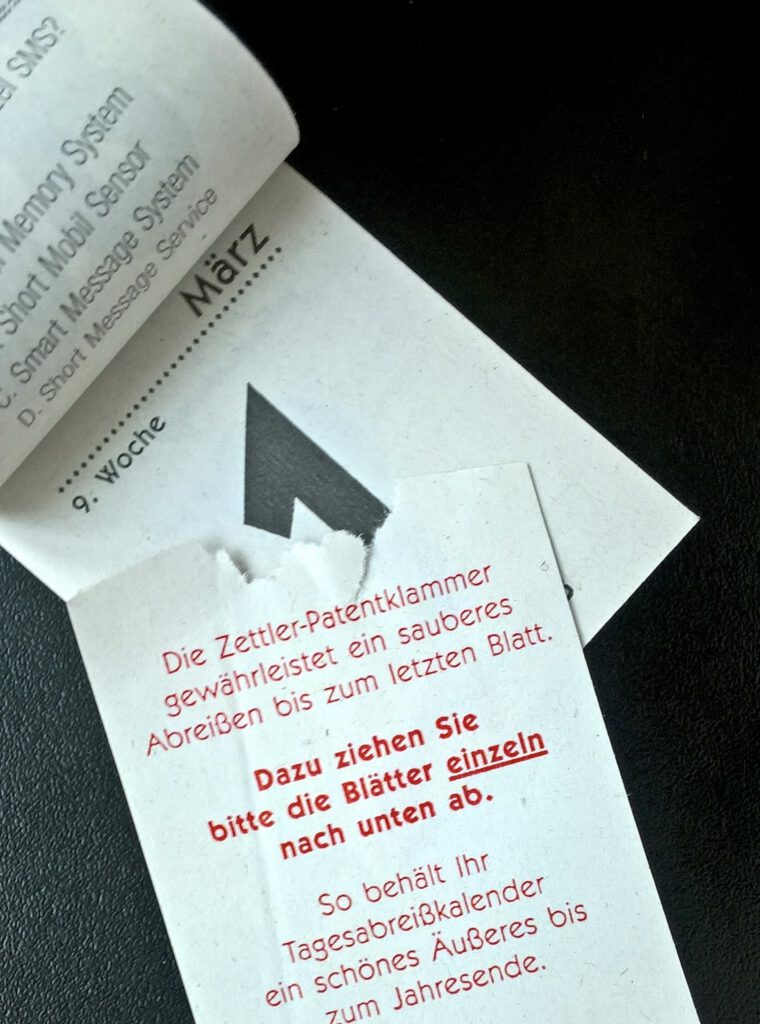 SMS?
Memory System
Short Mobil Sensor
C. Smart Message System
D. Short Message Service
März
9. Woche
Die Zettler-Patentklammer
gewährleistet ein sauberes
Abreißen bis zum letzten Blatt.
Dazu ziehen Sie
bitte die Blätter einzeln
nach unten ab.
So behält Ihr
Tagesabreißkalender
ein schönes Äußeres bis
zum Jahresende.